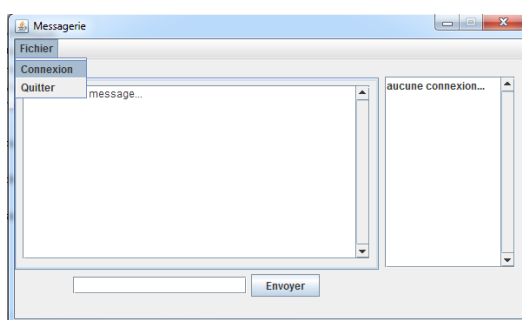 Messagerie
Fichier
Connexion
Quitter
message...
aucune connexion...
Envoyer